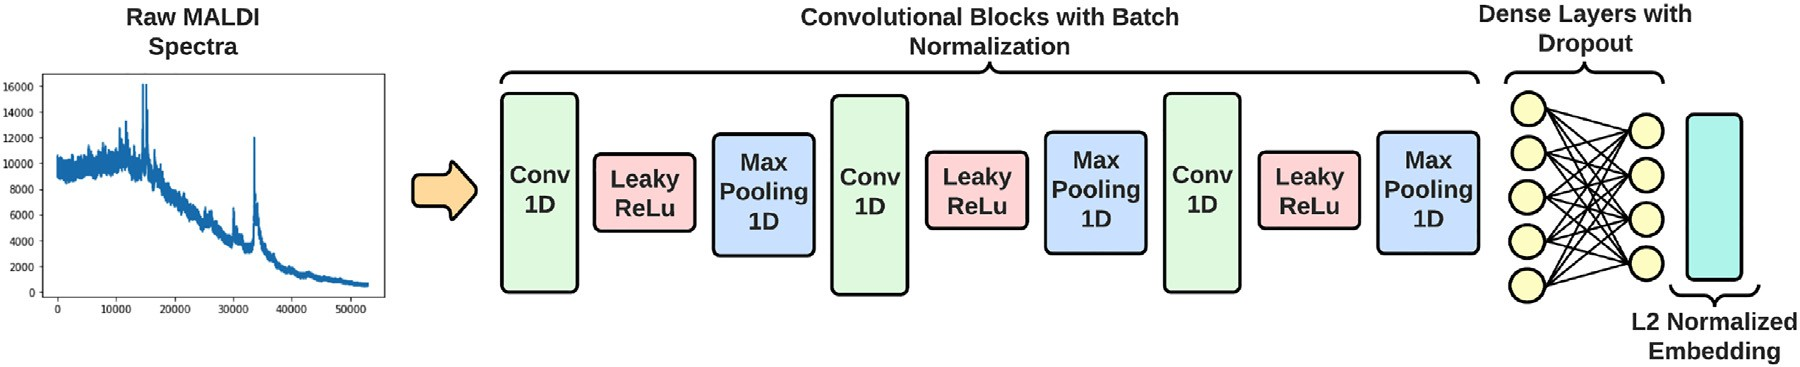 Raw MALDI
Spectra
Convolutional Blocks with Batch
Normalization
Dense Layers with
Dropout
16000
14000
12000
10000
8000
6000
4000
2000
0
0 10000 20000 30000 40000 50000
Conv
1D
Leaky
ReLu
Max
Pooling
1D
Conv
1D
Leaky
ReLu
Max
Pooling
1D
Conv
1D
Leaky
ReLu
Max
Pooling
1D
L2 Normalized
Embedding